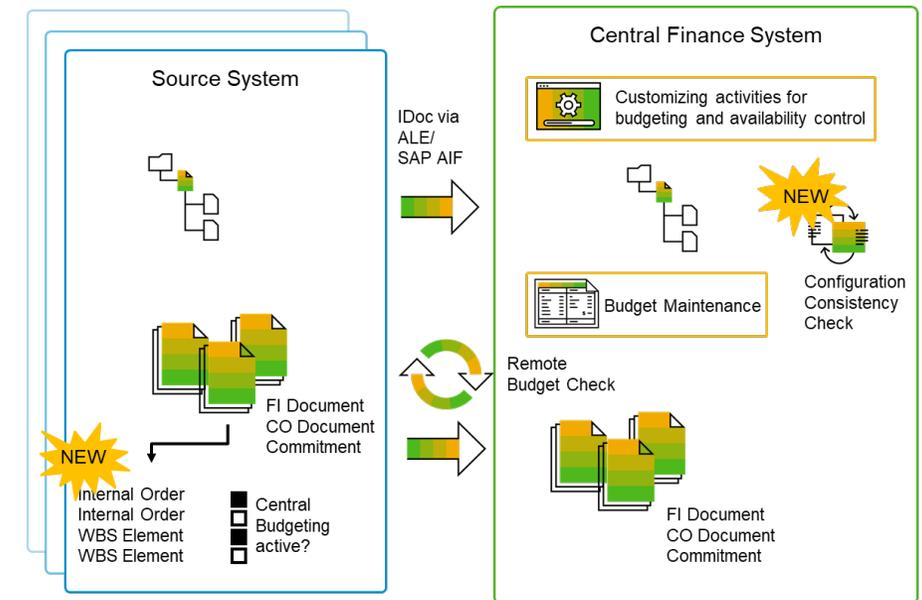 Source System
IDoc via
ALE/
SAP AIF
FI Document
CO Document
Commitment
NEW
Internal Order
Internal Order
WBS Element
WBS Element
Central
Budgeting
active?
Remote
Budget Check
Central Finance System
Customizing activities for
budgeting and availability control
NEW
Configuration
Consistency
Check
Budget Maintenance
FI Document
CO Document
Commitment